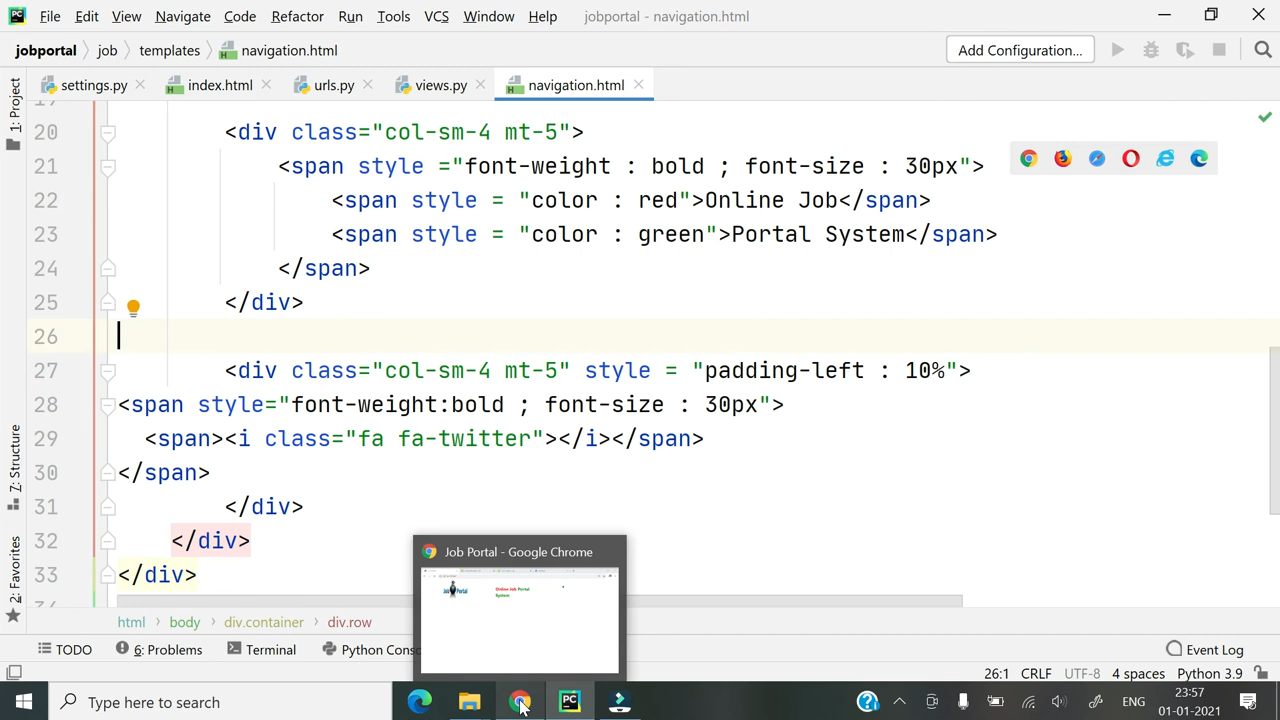 File Edit View Navigate Code Refactor Run Tools VCS Window Help jobportal - navigation.html
jobportal job templates navigation.html Add Configuration...
settings.py index.html urls.py views.py navigation.html
1: Project
7: Structure
2: Favorites
20 <div class="col-sm-4 mt-5">
21 <span style ="font-weight : bold ; font-size : 30px">
22 <span style = "color : red">Online Job</span>
23 <span style = "color : green">Portal System</span>
24 </span>
25 </div>
26
27 <div class="col-sm-4 mt-5" style = "padding-left : 10%">
28 <span style="font-weight:bold ; font-size : 30px">
29 <span><i class="fa fa-twitter"></i></span>
30 </span>
31 </div>
32 </div>
33 </div>
Job Portal - Google Chrome
Online Job Portal
System
html body div.container div.row
TODO 6: Problems Terminal Python Conso Event Log
26:1 CRLF UTF-8 4 spaces Python 3.9
Type here to search
ENG
23:57
01-01-2021